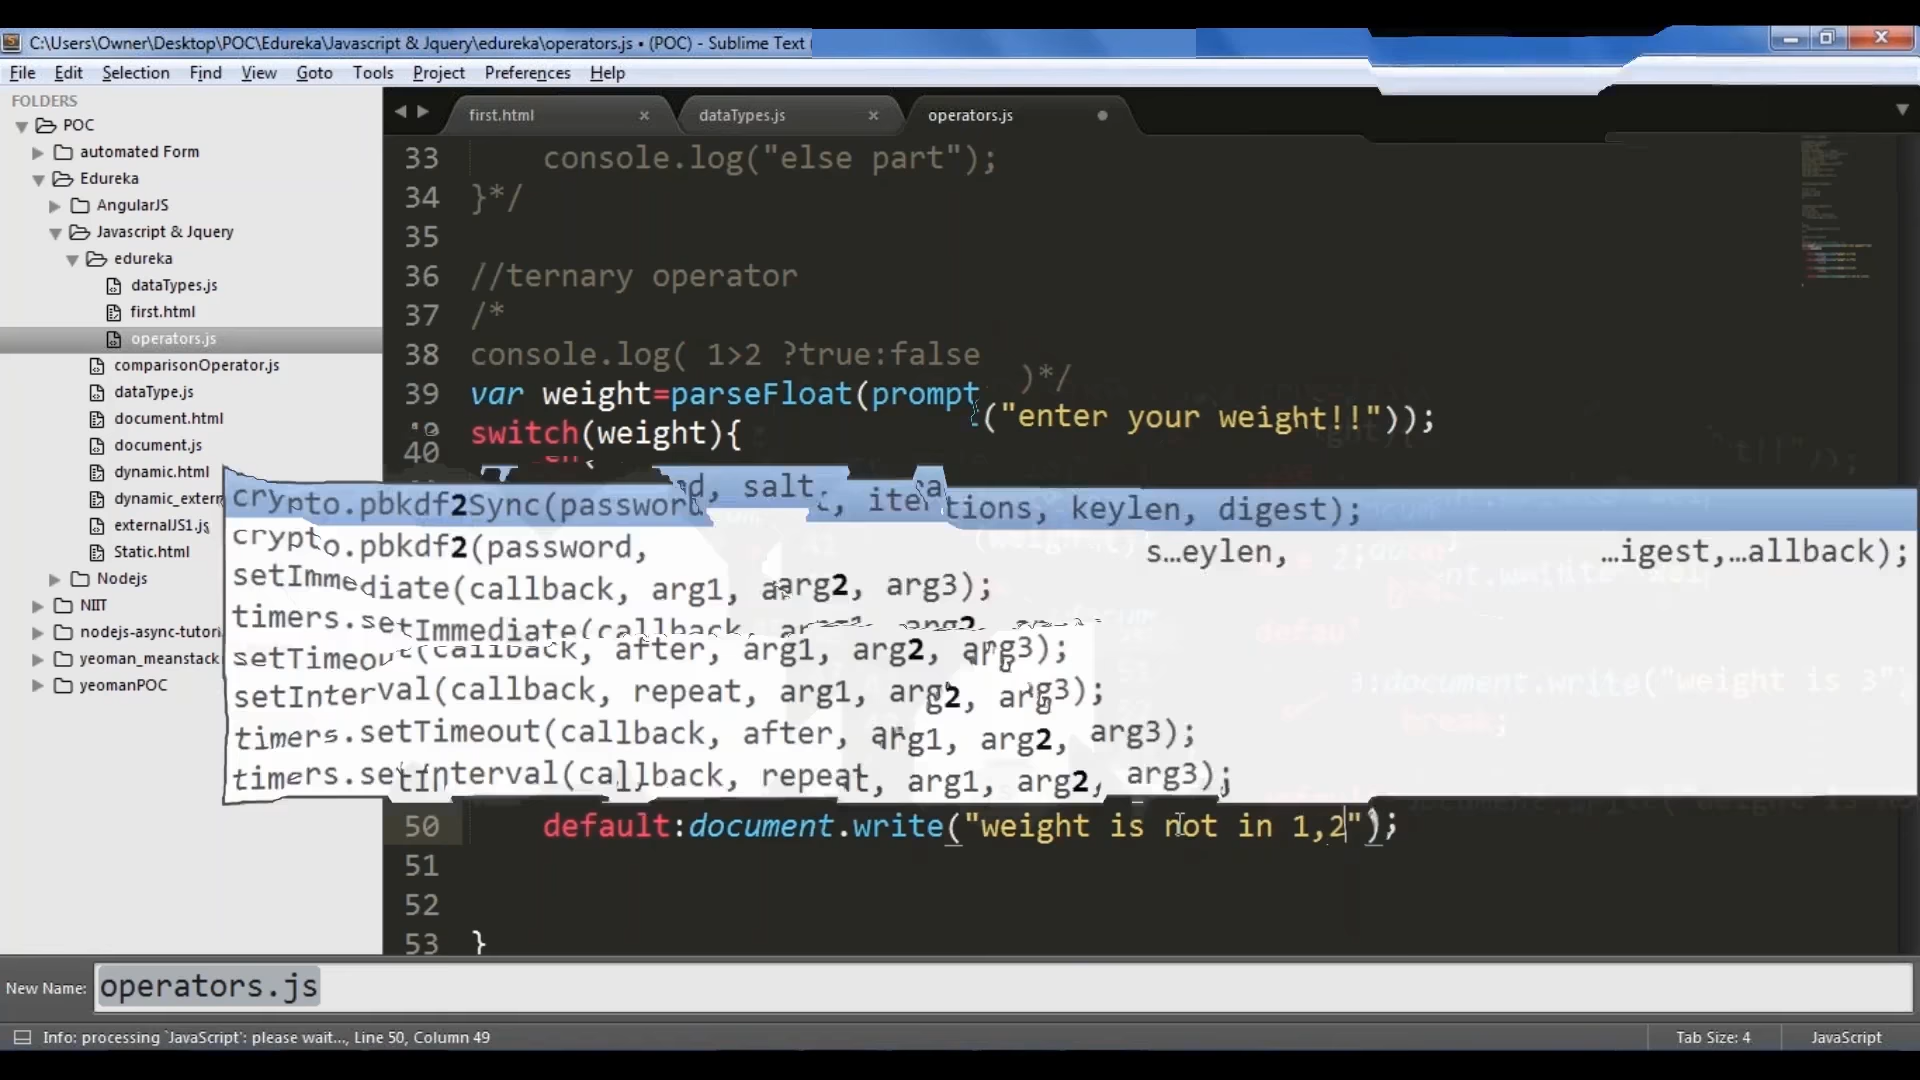 C:\Users\Owner\Desktop\POC\Edureka\Javascript & Jquery\edureka\operators.js • (POC) - Sublime Text
File Edit Selection Find View Goto Tools Project Preferences Help
FOLDERS
POC
automated Form
Edureka
AngularJS
Javascript & Jquery
edureka
dataTypes.js
first.html
operators.js
comparisonOperator.js
dataType.js
document.html
document.js
dynamic.html
dynamic_extern
externalJS1.js
Static.html
Nodejs
NIIT
nodejs-async-tutori
yeoman_meanstack
yeomanPOC
first.html
dataTypes.js
operators.js
33 console.log("else part");
34 }*/
35
36 //ternary operator
37 /*
38 console.log( 1>2 ?true:false )*/
39 var weight=parseFloat(prompt("enter your weight!!"));
40 switch(weight){
crypto.pbkdf2Sync(password, salt, iterations, keylen, digest);
crypto.pbkdf2(password, s…eylen, …igest,…allback);
setImmediate(callback, arg1, arg2, arg3);
timers.setImmediate(callback, arg1, arg2,
setTimeout(callback, after, arg1, arg2, arg3);
setInterval(callback, repeat, arg1, arg2, arg3);
timers.setTimeout(callback, after, arg1, arg2, arg3);
timers.setInterval(callback, repeat, arg1, arg2, arg3);
50 default:document.write("weight is not in 1,2");
51
52
53 }
New Name: operators.js
Info: processing `JavaScript': please wait..., Line 50, Column 49
Tab Size: 4
JavaScript